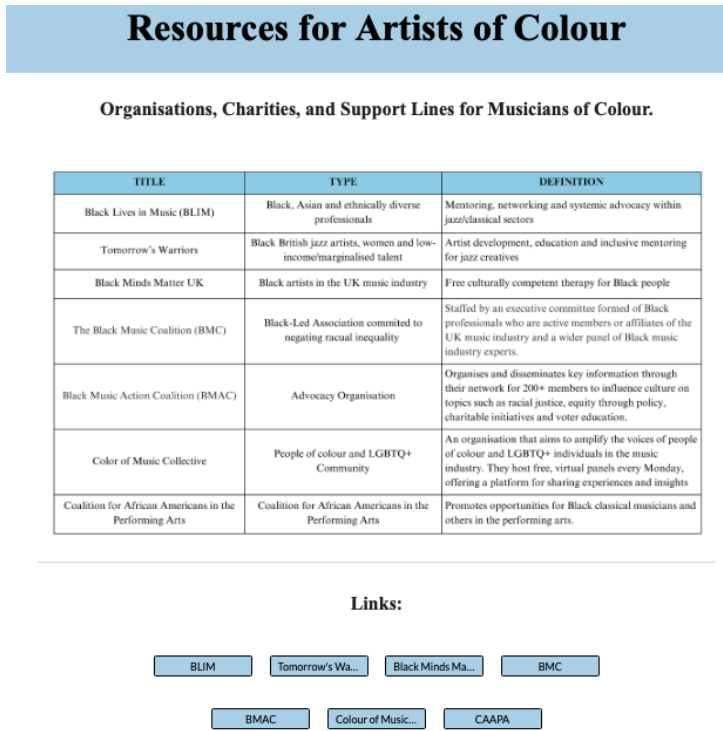 Resources for Artists of Colour
Organisations, Charities, and Support Lines for Musicians of Colour.
TITLE TYPE DEFINITION
Black Lives in Music (BLIM)
Black, Asian and ethnically diverse
professionals
Mentoring, networking and systemic advocacy within
jazz/classical sectors
Tomorrow's Warriors
Black British jazz artists, women and low-
income/marginalised talent
Artist development, education and inclusive mentoring
for jazz creatives
Black Minds Matter UK
Black artists in the UK music industry
Free culturally competent therapy for Black people
The Black Music Coalition (BMC)
Black-Led Association commited to
negating racual inequality
Staffed by an executive committee formed of Black
professionals who are active members or affiliates of the
UK music industry and a wider panel of Black music
industry experts.
Black Music Action Coalition (BMAC)
Advocacy Organisation
Organises and disseminates key information through
their network for 200+ members to influence culture on
topics such as racial justice, equity through policy,
charitable initiatives and voter education.
Color of Music Collective
People of colour and LGBTQ+
Community
An organisation that aims to amplify the voices of people
of colour and LGBTQ+ individuals in the music
industry. They host free, virtual panels every Monday,
offering a platform for sharing experiences and insights
Coalition for African Americans in the
Performing Arts
Coalition for African Americans in the
Performing Arts
Promotes opportunities for Black classical musicians and
others in the performing arts.
Links:
BLIM
Tomorrow's Wa...
Black Minds Ma...
BMC
BMAC
Colour of Music...
CAAPA